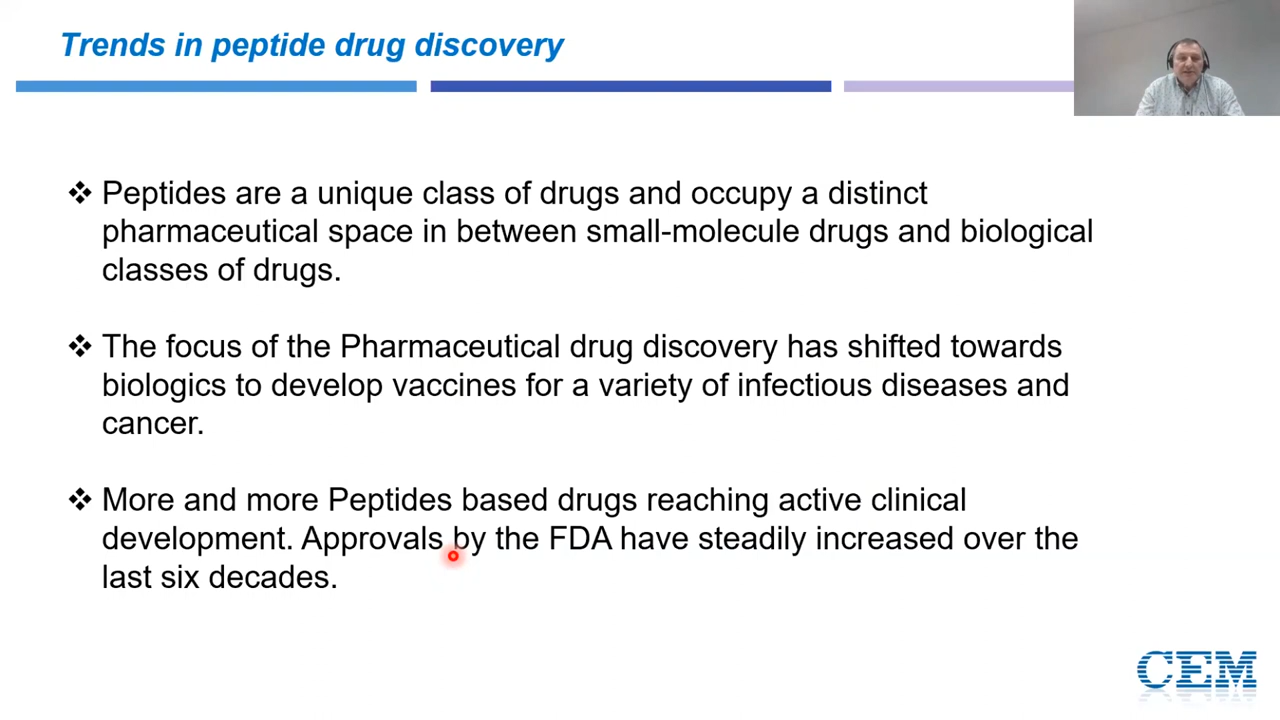 Trends in peptide drug discovery
❖ Peptides are a unique class of drugs and occupy a distinct
pharmaceutical space in between small-molecule drugs and biological
classes of drugs.
❖ The focus of the Pharmaceutical drug discovery has shifted towards
biologics to develop vaccines for a variety of infectious diseases and
cancer.
❖ More and more Peptides based drugs reaching active clinical
development. Approvals by the FDA have steadily increased over the
last six decades.
CEM